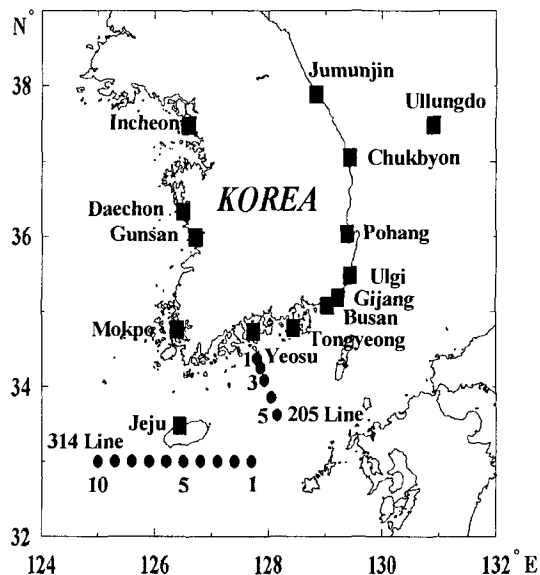 N°
38
36
34
32
Jumunjin
Ullungdo
Incheon
Chukbyon
KOREA
Daechon
Gunsan
Pohang
Ulgi
Gijang
Busan
Mokpo
Tongyeong
Yeosu
1
3
5 205 Line
Jeju
314 Line
10 5 1
124 126 128 130 132 °E